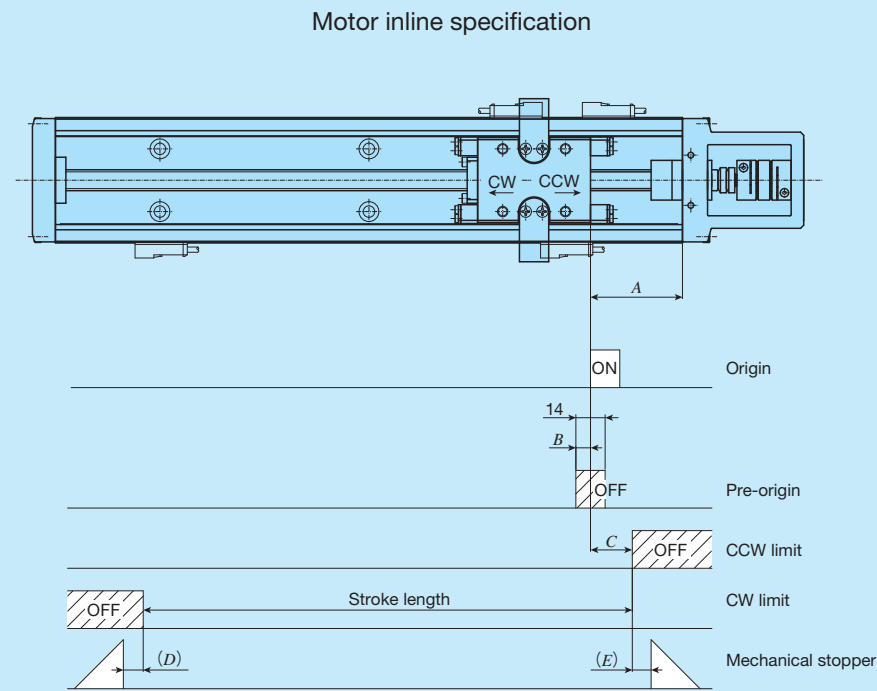 Motor inline specification
CW
CCW
A
ON
Origin
14
B
OFF
Pre-origin
C
OFF
CCW limit
OFF
Stroke length
CW limit
(D)
(E)
Mechanical stopper